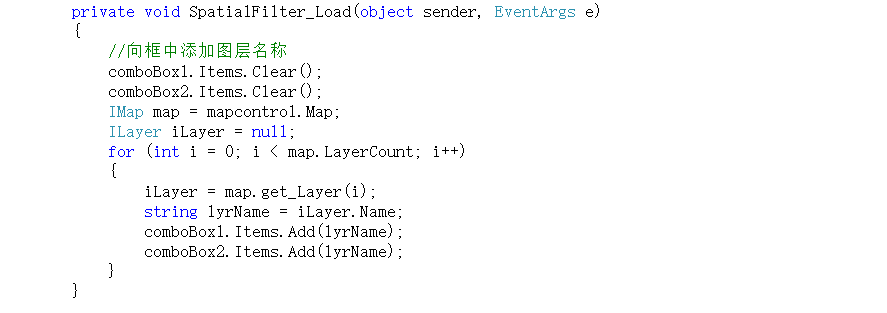 private void SpatialFilter_Load(object sender, EventArgs e)
{
//向框中添加图层名称
comboBox1.Items.Clear();
comboBox2.Items.Clear();
IMap map = mapcontrol.Map;
ILayer iLayer = null;
for (int i = 0; i < map.LayerCount; i++)
{
iLayer = map.get_Layer(i);
string lyrName = iLayer.Name;
comboBox1.Items.Add(lyrName);
comboBox2.Items.Add(lyrName);
}
}